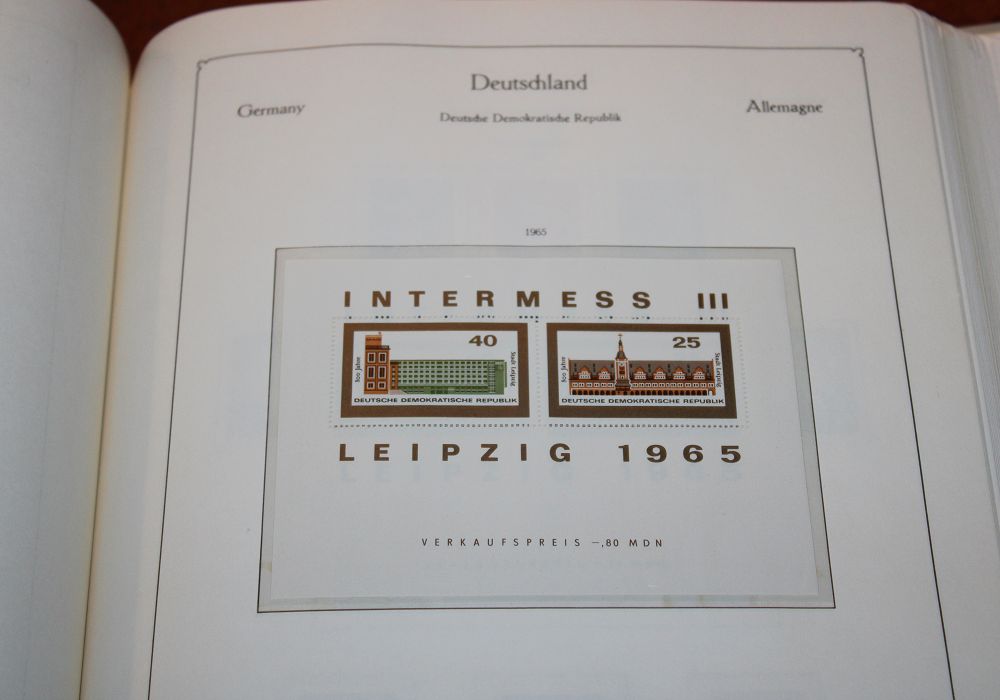 Deutschland
Germany
Allemagne
Deutsche Demokratische Republik
1965
INTERMESS III
40
800 Jahre
Stadt Leipzig
DEUTSCHE DEMOKRATISCHE REPUBLIK
25
800 Jahre
Stadt Leipzig
DEUTSCHE DEMOKRATISCHE REPUBLIK
LEIPZIG 1965
VERKAUFSPREIS —,80 MDN